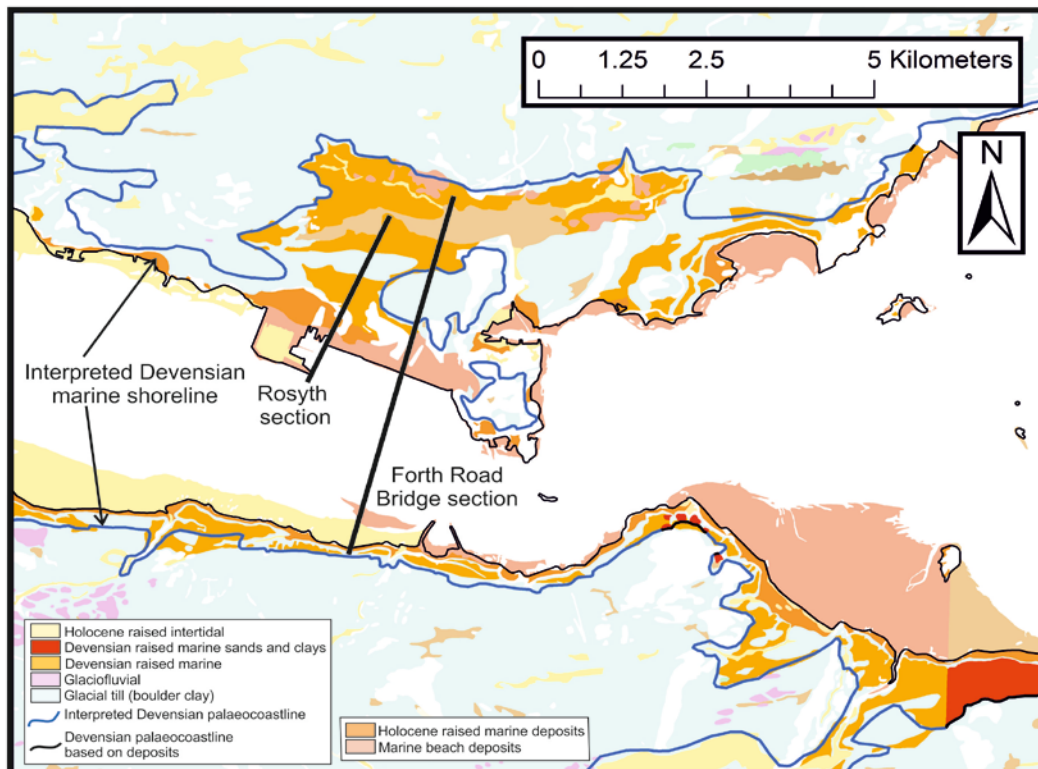 0 1.25 2.5 5 Kilometers
N
Interpreted Devensian
marine shoreline
Rosyth
section
Forth Road
Bridge section
Holocene raised intertidal
Devensian raised marine sands and clays
Devensian raised marine
Glaciofluvial
Glacial till (boulder clay)
Interpreted Devensian palaeocoastline
Devensian palaeocoastline
based on deposits
Holocene raised marine deposits
Marine beach deposits